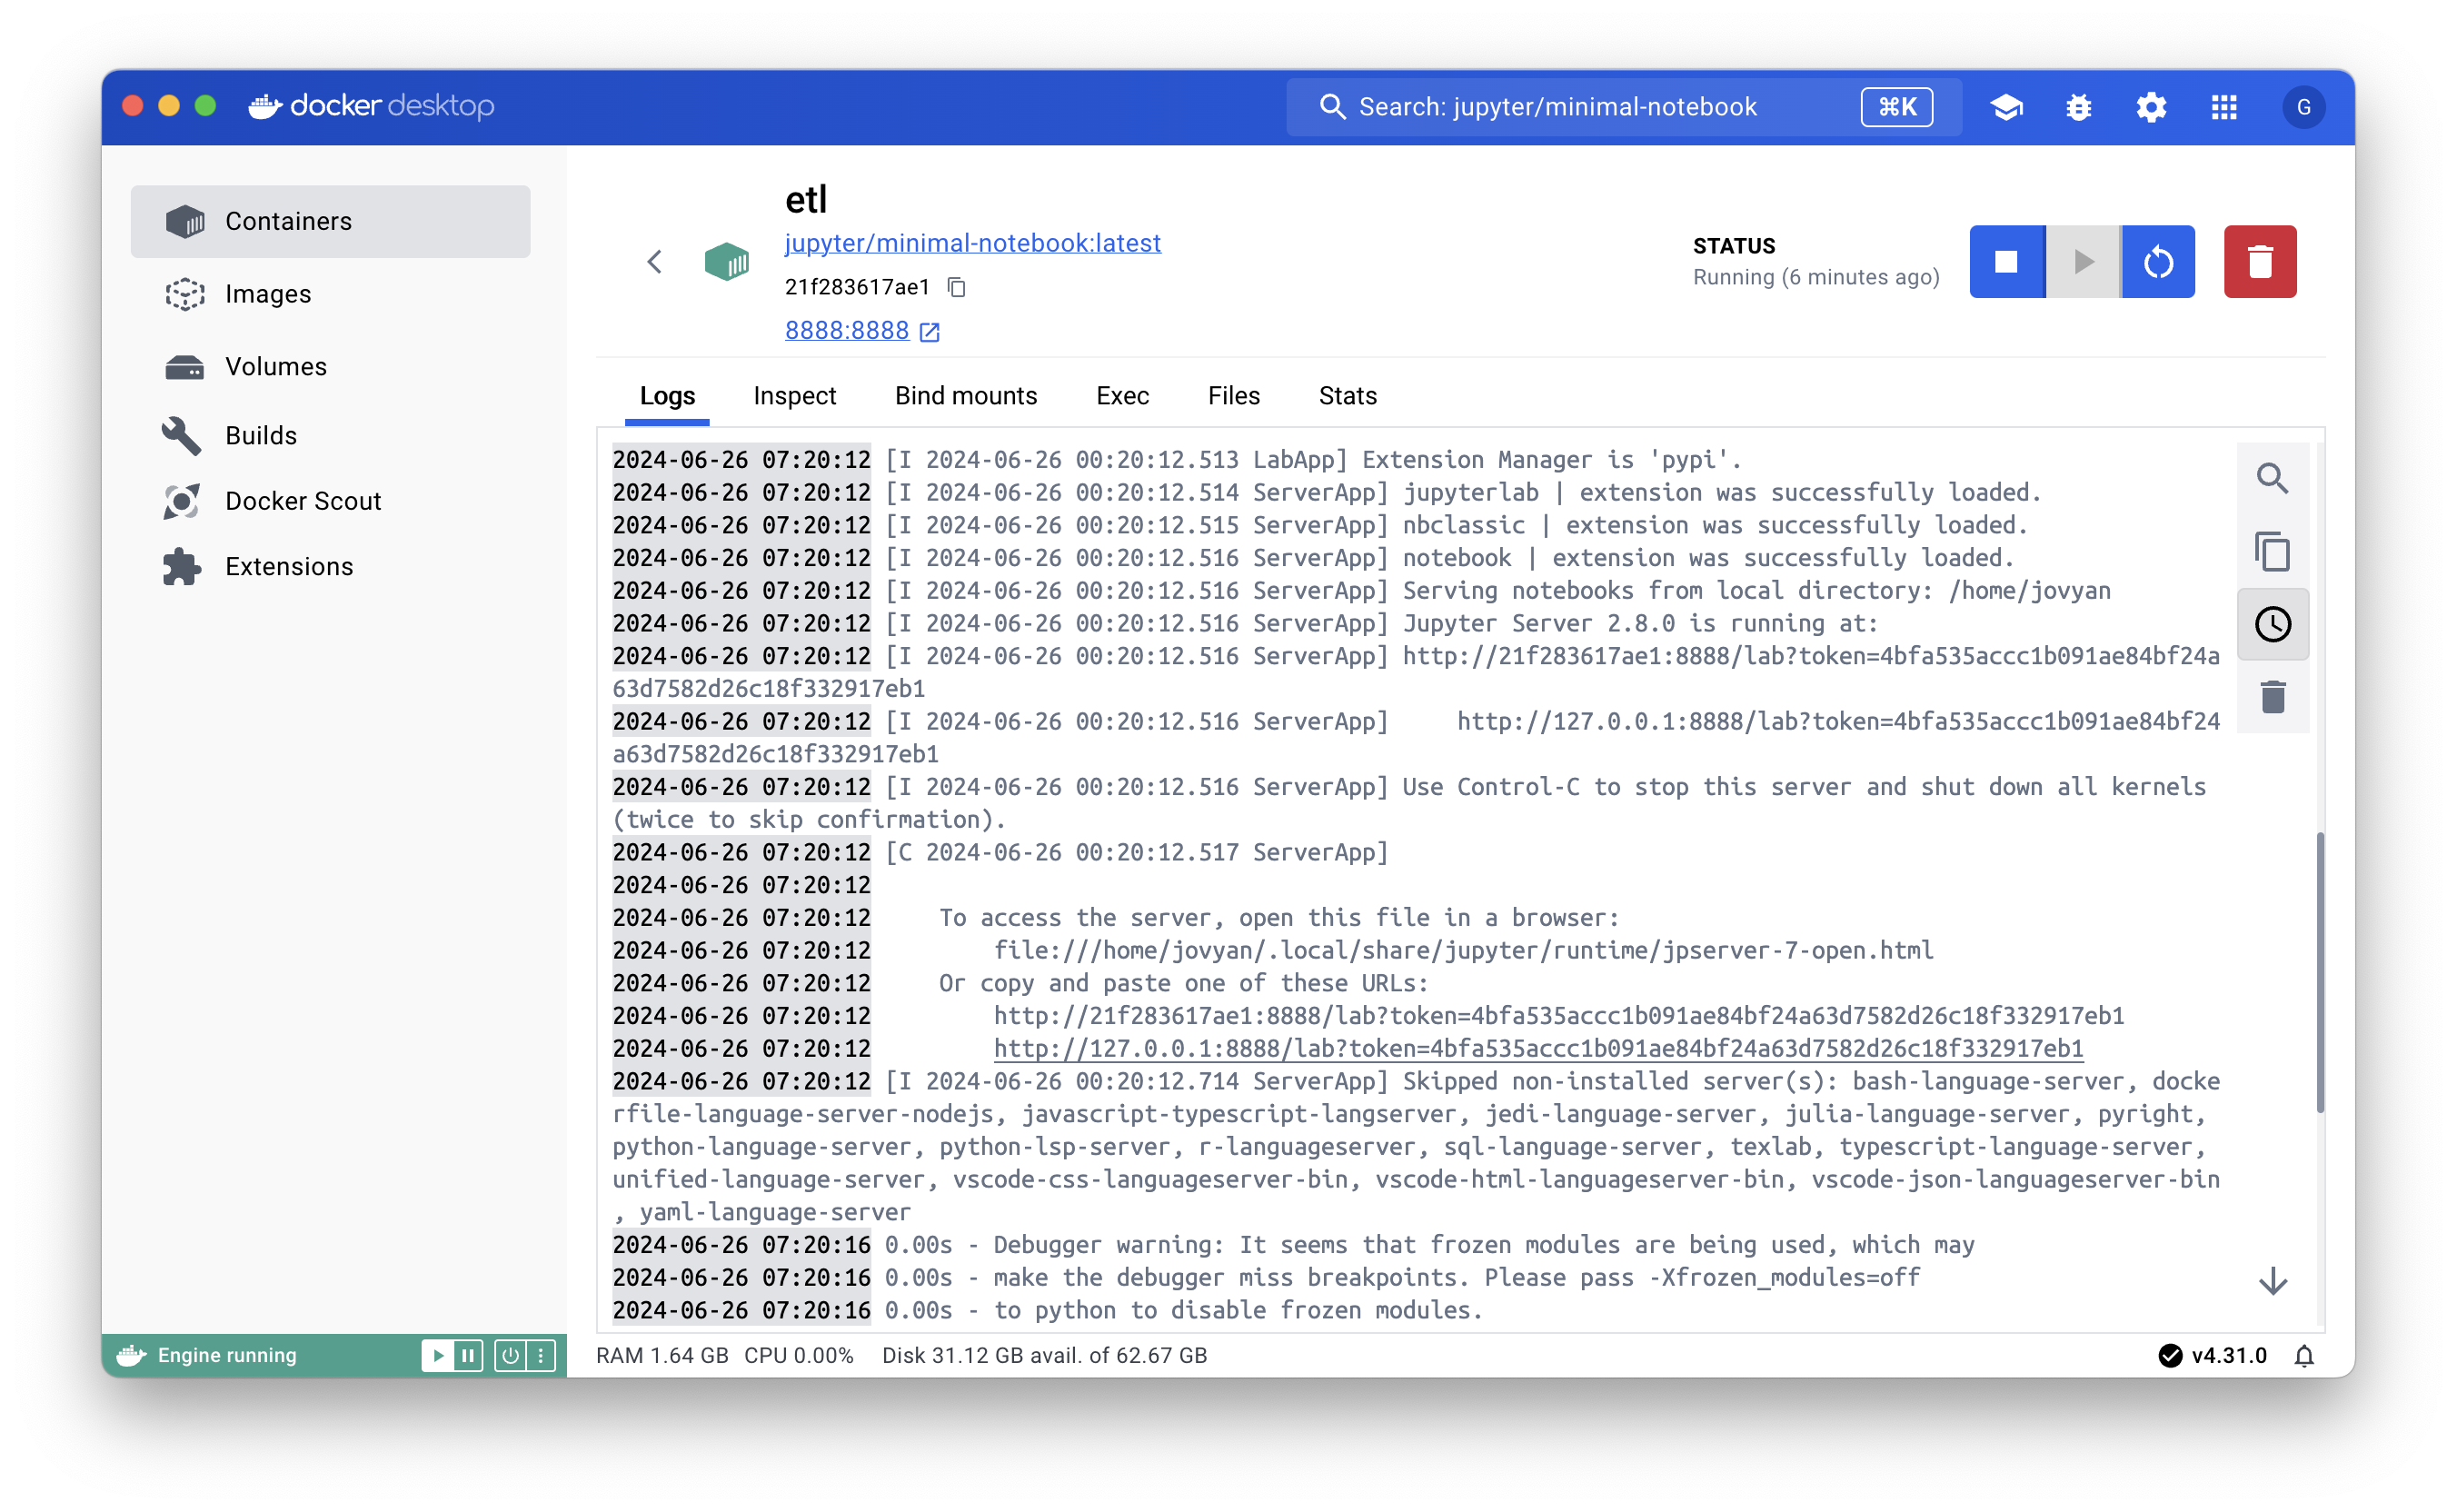 docker desktop
Search: jupyter/minimal-notebook
⌘K
G
Containers
Images
Volumes
Builds
Docker Scout
Extensions
etl
jupyter/minimal-notebook:latest
21f283617ae1
8888:8888
STATUS
Running (6 minutes ago)
Logs Inspect Bind mounts Exec Files Stats
2024-06-26 07:20:12 [I 2024-06-26 00:20:12.513 LabApp] Extension Manager is 'pypi'.
2024-06-26 07:20:12 [I 2024-06-26 00:20:12.514 ServerApp] jupyterlab | extension was successfully loaded.
2024-06-26 07:20:12 [I 2024-06-26 00:20:12.515 ServerApp] nbclassic | extension was successfully loaded.
2024-06-26 07:20:12 [I 2024-06-26 00:20:12.516 ServerApp] notebook | extension was successfully loaded.
2024-06-26 07:20:12 [I 2024-06-26 00:20:12.516 ServerApp] Serving notebooks from local directory: /home/jovyan
2024-06-26 07:20:12 [I 2024-06-26 00:20:12.516 ServerApp] Jupyter Server 2.8.0 is running at:
2024-06-26 07:20:12 [I 2024-06-26 00:20:12.516 ServerApp] http://21f283617ae1:8888/lab?token=4bfa535accc1b091ae84bf24a
63d7582d26c18f332917eb1
2024-06-26 07:20:12 [I 2024-06-26 00:20:12.516 ServerApp]     http://127.0.0.1:8888/lab?token=4bfa535accc1b091ae84bf24
a63d7582d26c18f332917eb1
2024-06-26 07:20:12 [I 2024-06-26 00:20:12.516 ServerApp] Use Control-C to stop this server and shut down all kernels
(twice to skip confirmation).
2024-06-26 07:20:12 [C 2024-06-26 00:20:12.517 ServerApp]
2024-06-26 07:20:12
2024-06-26 07:20:12     To access the server, open this file in a browser:
2024-06-26 07:20:12         file:///home/jovyan/.local/share/jupyter/runtime/jpserver-7-open.html
2024-06-26 07:20:12     Or copy and paste one of these URLs:
2024-06-26 07:20:12         http://21f283617ae1:8888/lab?token=4bfa535accc1b091ae84bf24a63d7582d26c18f332917eb1
2024-06-26 07:20:12         http://127.0.0.1:8888/lab?token=4bfa535accc1b091ae84bf24a63d7582d26c18f332917eb1
2024-06-26 07:20:12 [I 2024-06-26 00:20:12.714 ServerApp] Skipped non-installed server(s): bash-language-server, docke
rfile-language-server-nodejs, javascript-typescript-langserver, jedi-language-server, julia-language-server, pyright,
python-language-server, python-lsp-server, r-languageserver, sql-language-server, texlab, typescript-language-server,
unified-language-server, vscode-css-languageserver-bin, vscode-html-languageserver-bin, vscode-json-languageserver-bin
, yaml-language-server
2024-06-26 07:20:16 0.00s - Debugger warning: It seems that frozen modules are being used, which may
2024-06-26 07:20:16 0.00s - make the debugger miss breakpoints. Please pass -Xfrozen_modules=off
2024-06-26 07:20:16 0.00s - to python to disable frozen modules.
Engine running
RAM 1.64 GB CPU 0.00% Disk 31.12 GB avail. of 62.67 GB
v4.31.0